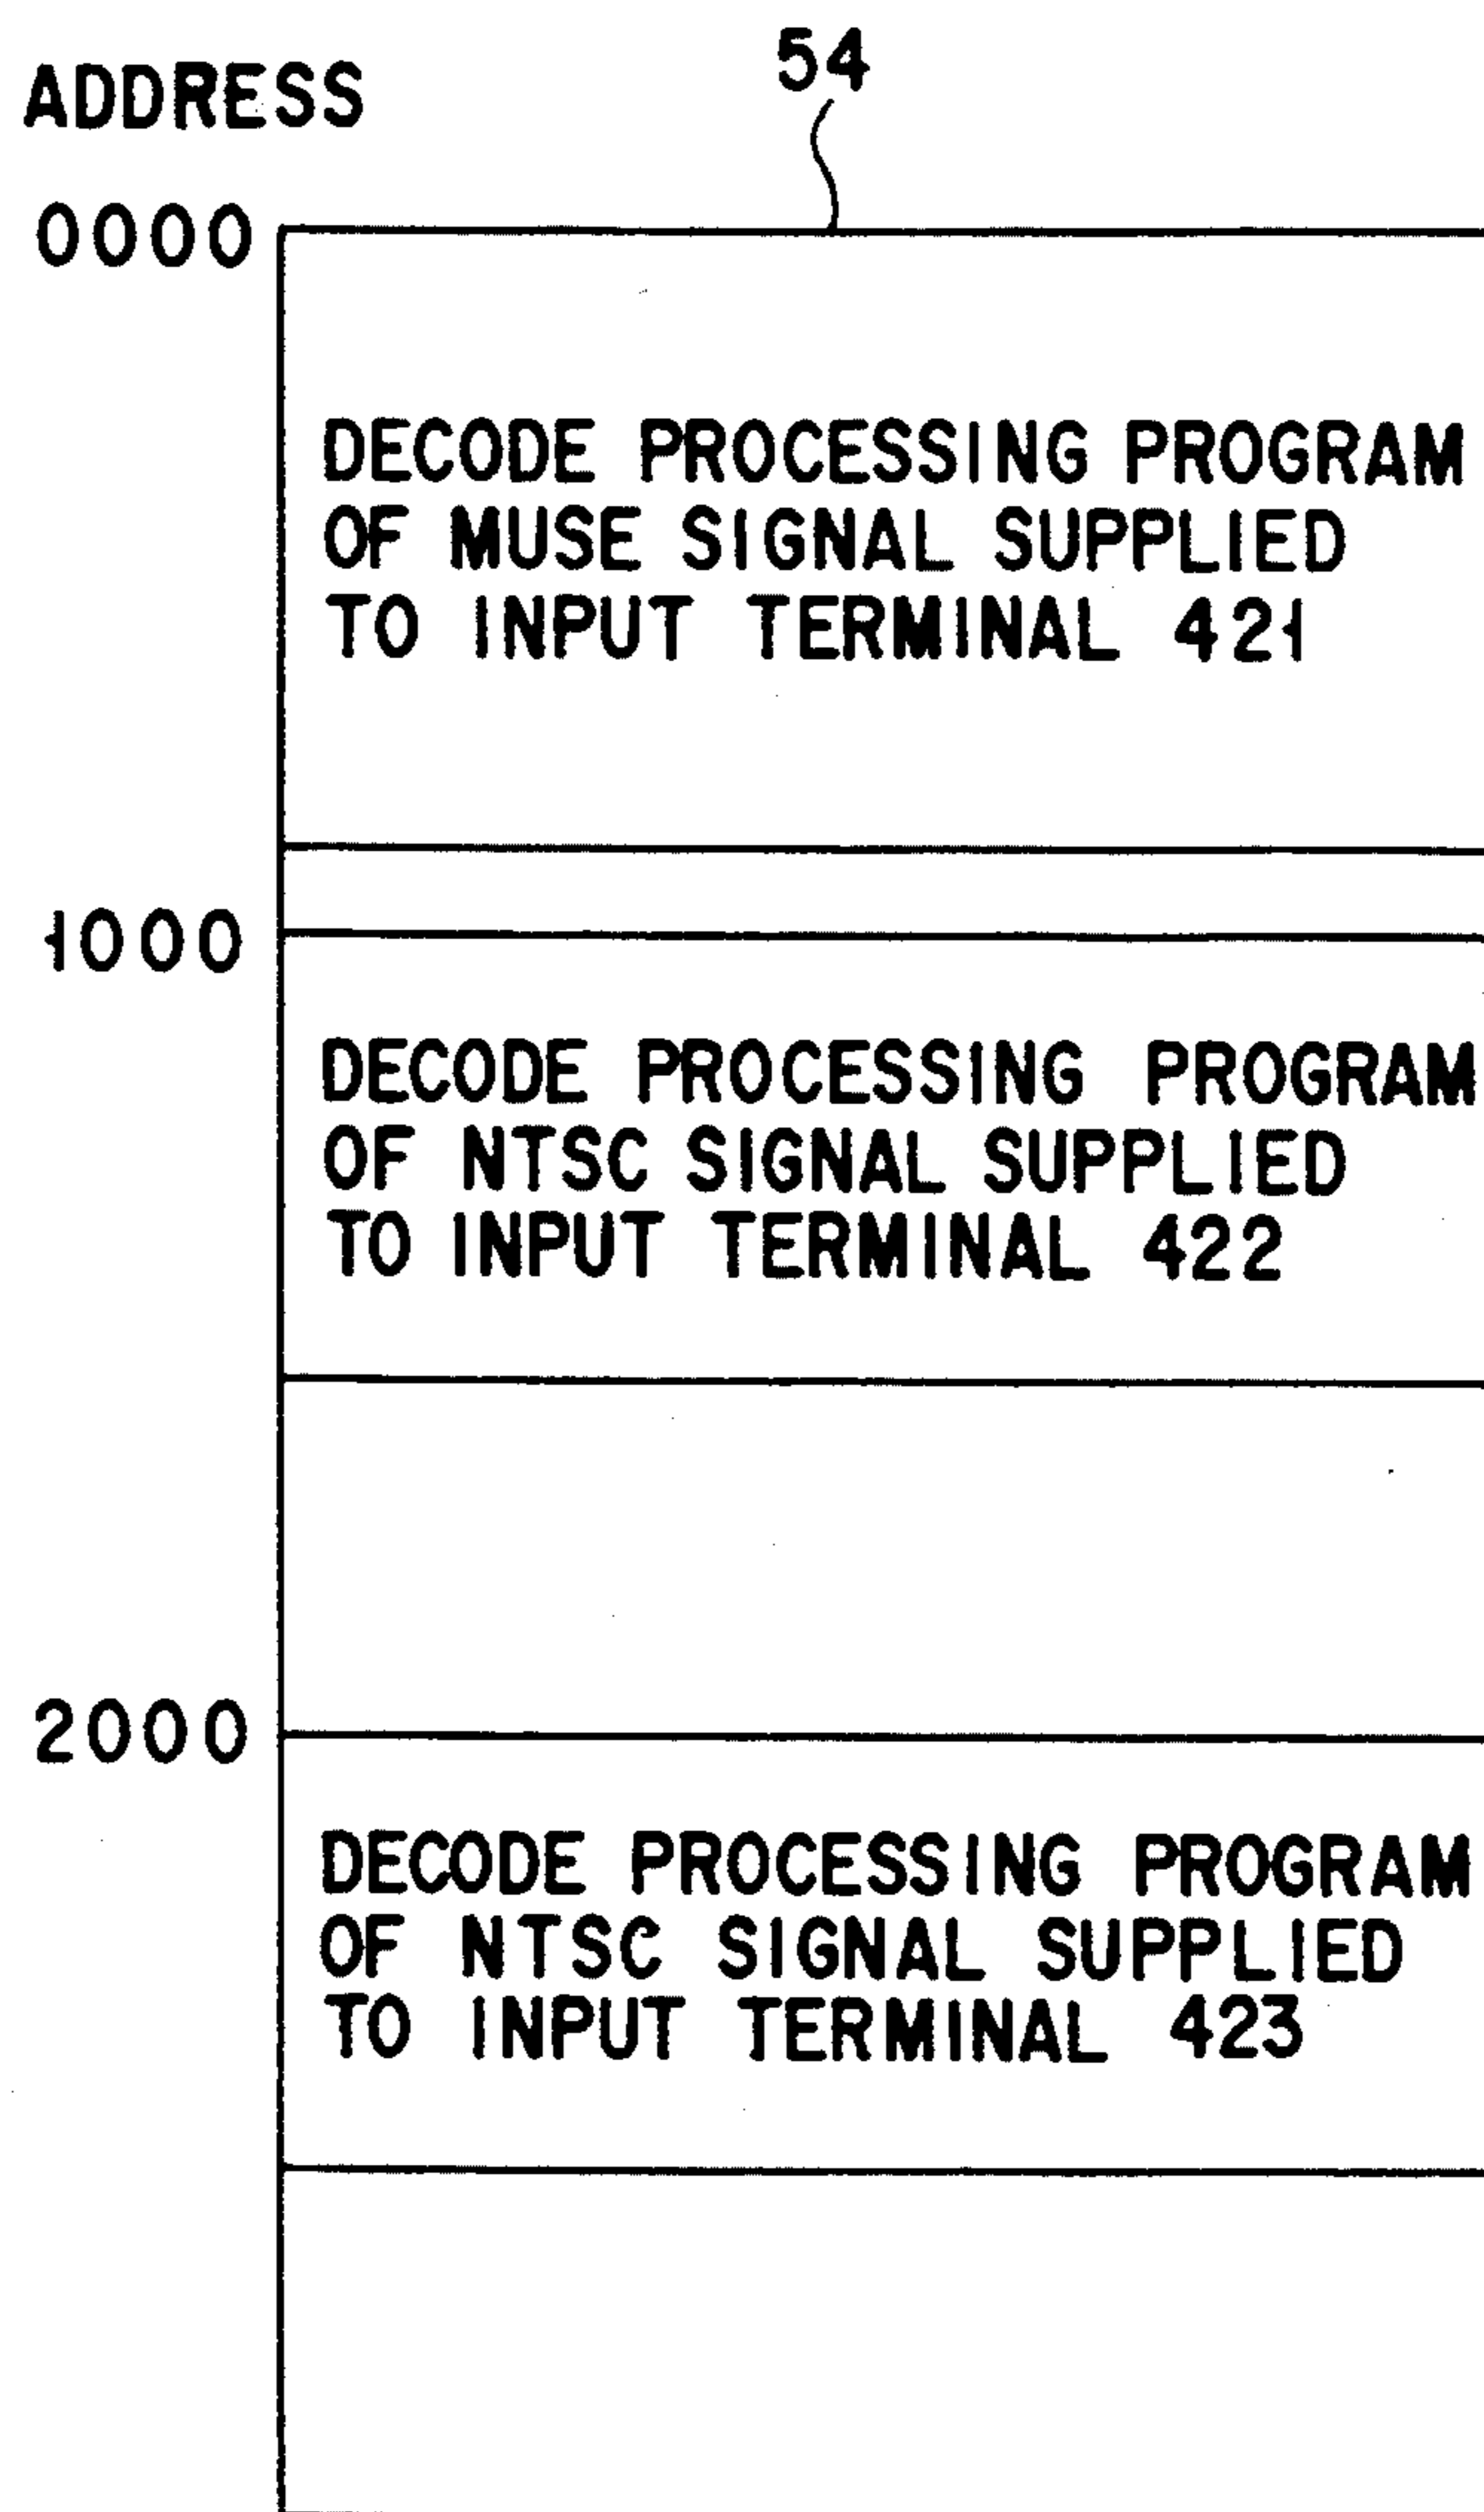 54
ADDRESS
0000
DECODE PROCESSING PROGRAM
OF MUSE SIGNAL SUPPLIED
TO INPUT TERMINAL 421
1000
DECODE PROCESSING PROGRAM
OF NTSC SIGNAL SUPPLIED
TO INPUT TERMINAL 422
2000
DECODE PROCESSING PROGRAM
OF NTSC SIGNAL SUPPLIED
TO INPUT TERMINAL 423